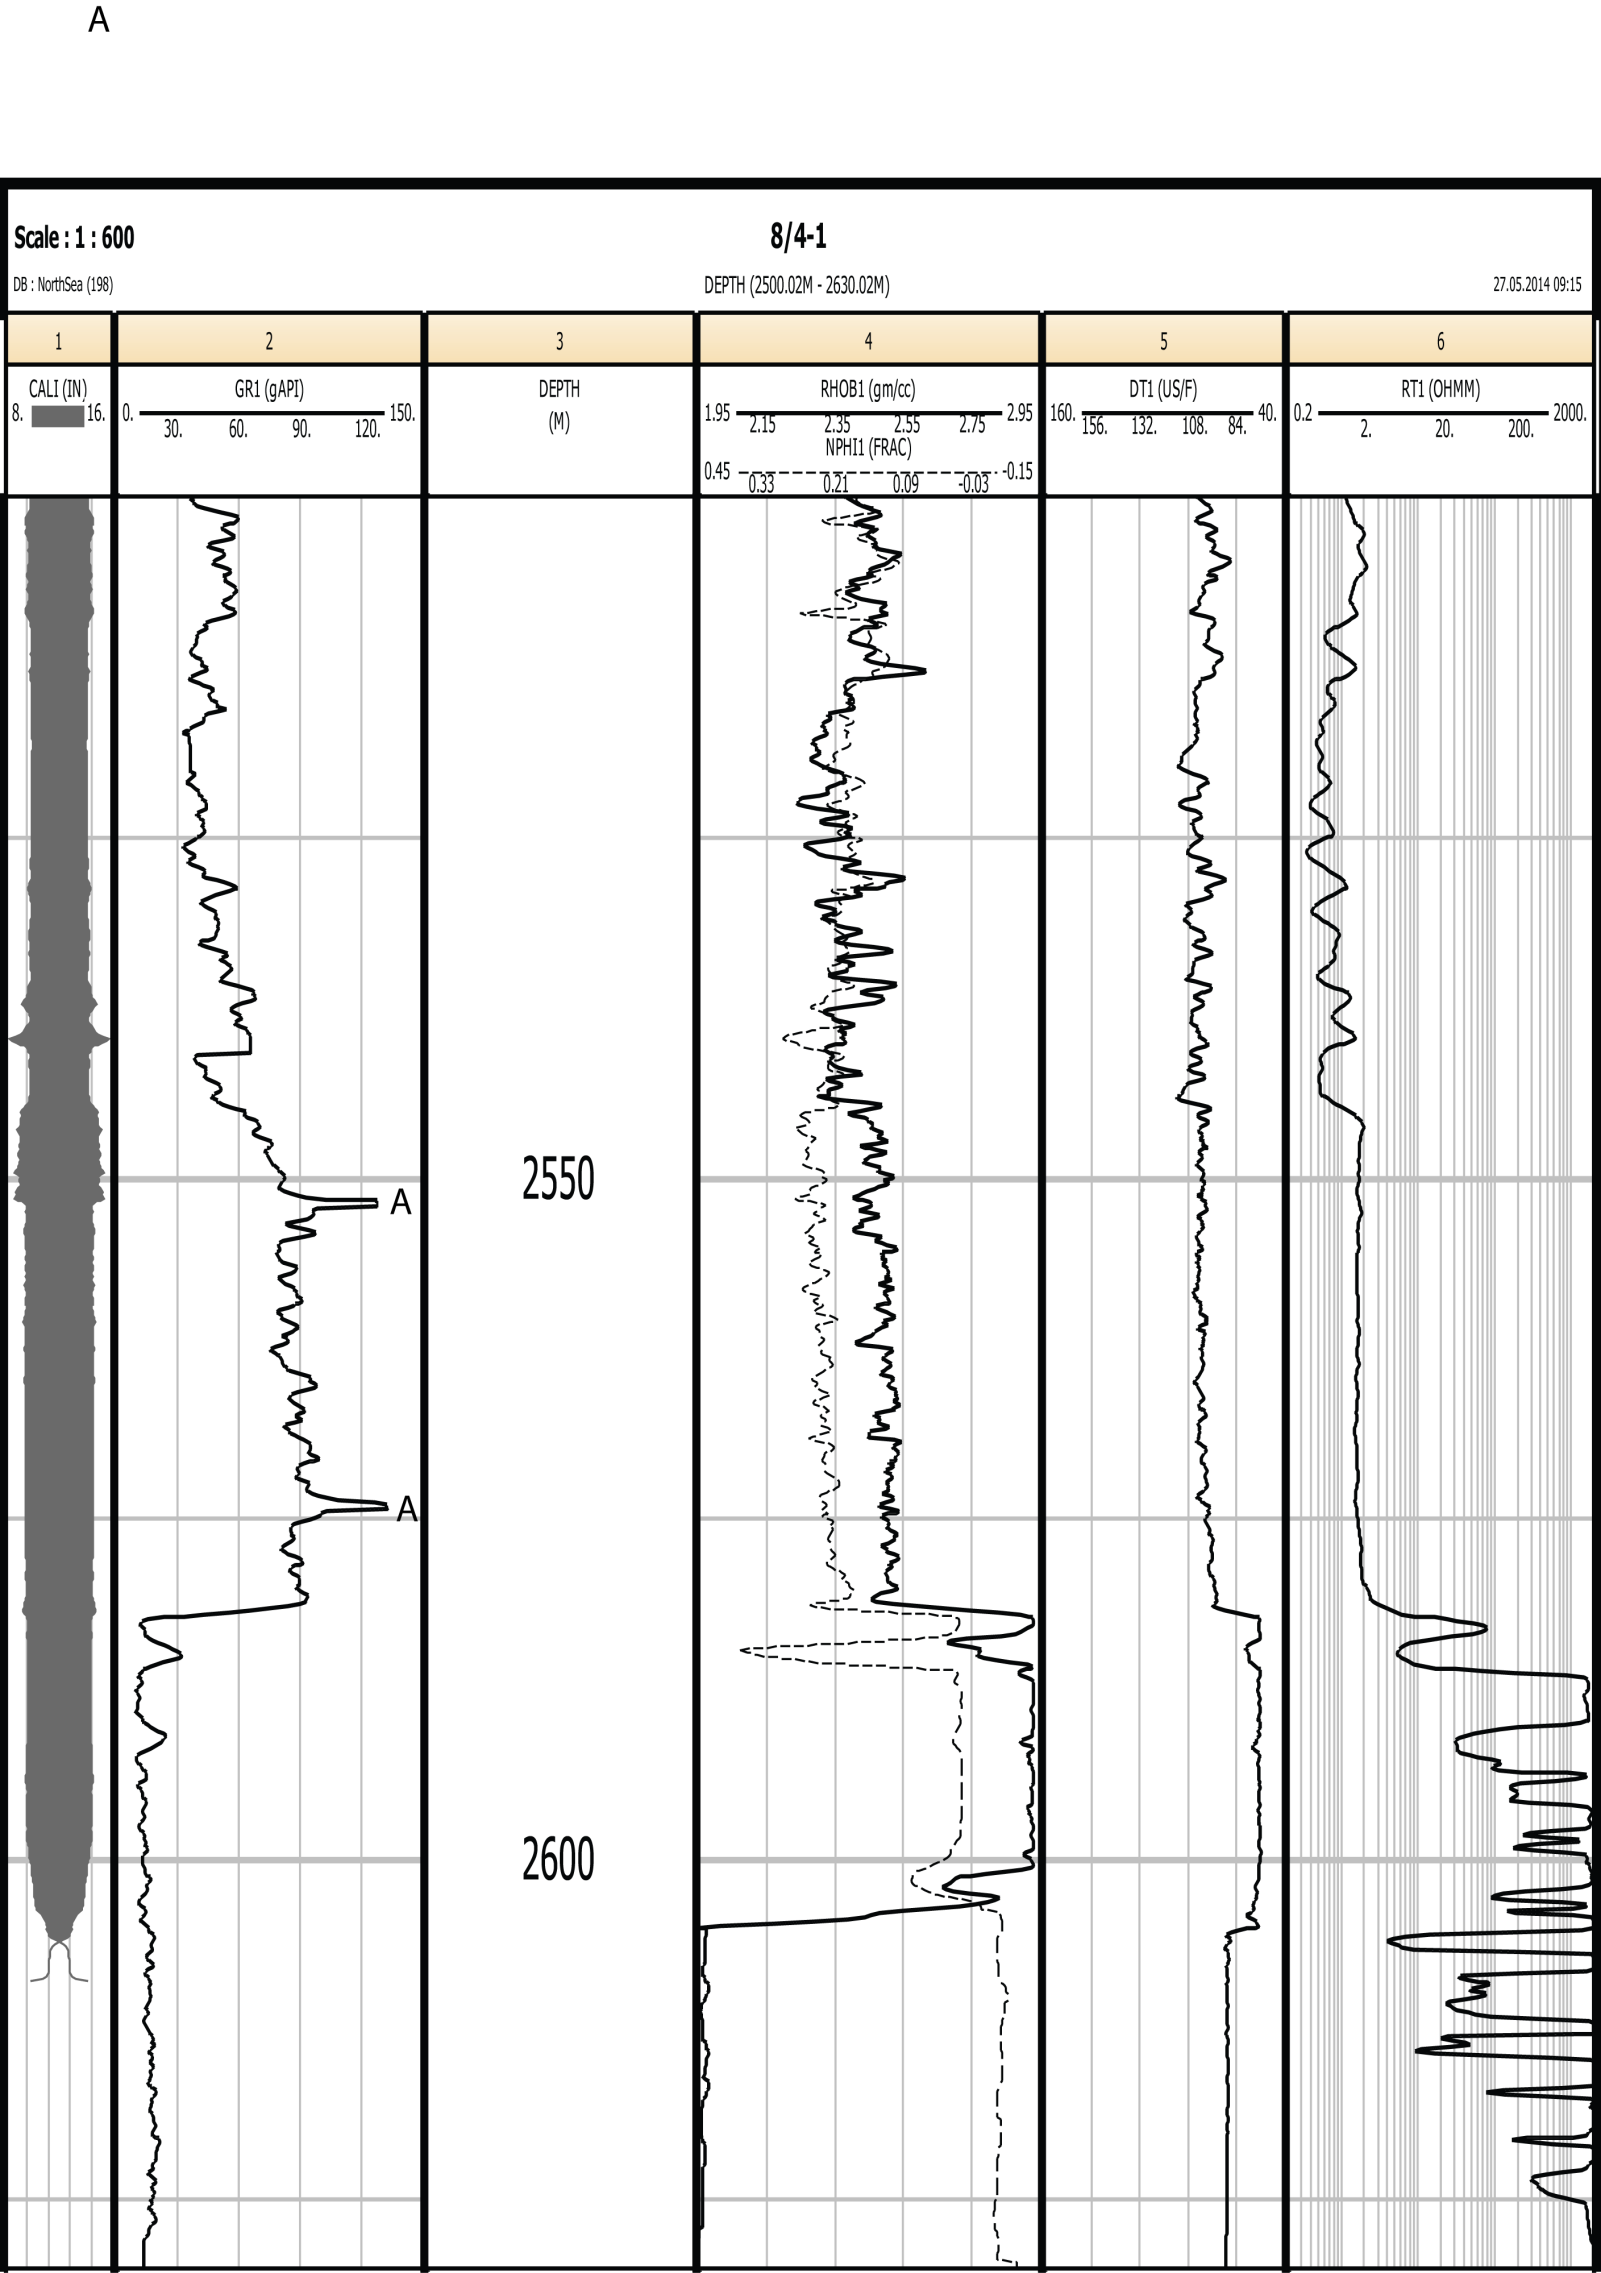 A
Scale : 1 : 600
8/4-1
DB : NorthSea (198)
DEPTH (2500.02M - 2630.02M)
27.05.2014 09:15
1
2
3
4
5
6
CALI (IN)
8.
16.
GR1 (gAPI)
0.
150.
30.
60.
90.
120.
DEPTH
(M)
RHOB1 (gm/cc)
1.95
2.95
2.15
2.35
2.55
2.75
NPHI1 (FRAC)
0.45
-0.15
0.33
0.21
0.09
-0.03
DT1 (US/F)
160.
40.
156.
132.
108.
84.
RT1 (OHMM)
0.2
2000.
2.
20.
200.
2550
A
A
2600